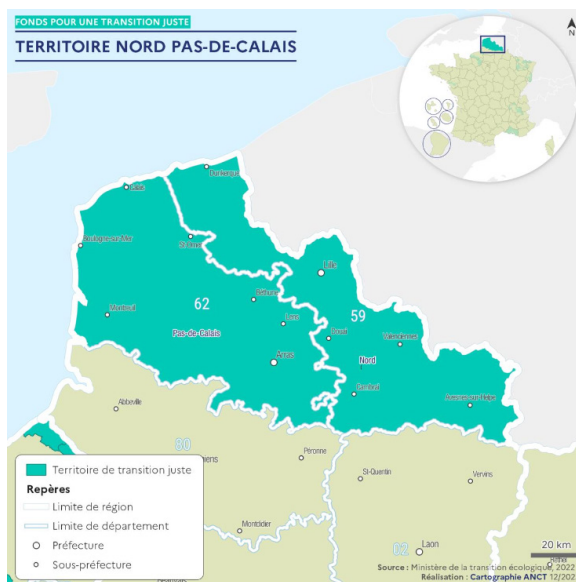 FONDS POUR UNE TRANSITION JUSTE
TERRITOIRE NORD PAS-DE-CALAIS
N
Dunkerque
Calais
Boulogne-sur-Mer
St-Omer
Lille
62
Béthune
59
Montreuil
Lens
Pas-de-Calais
Douai
Valenciennes
Arras
Nord
Cambrai
Avesnes-sur-Helpe
Abbeville
80
Péronne
St-Quentin
Vervins
Montdidier
02
Laon
Territoire de transition juste
Repères
Limite de région
Limite de département
Préfecture
Sous-préfecture
20 km
Source : Ministère de la transition écologique, 2022
Réalisation : Cartographie ANCT 12/202